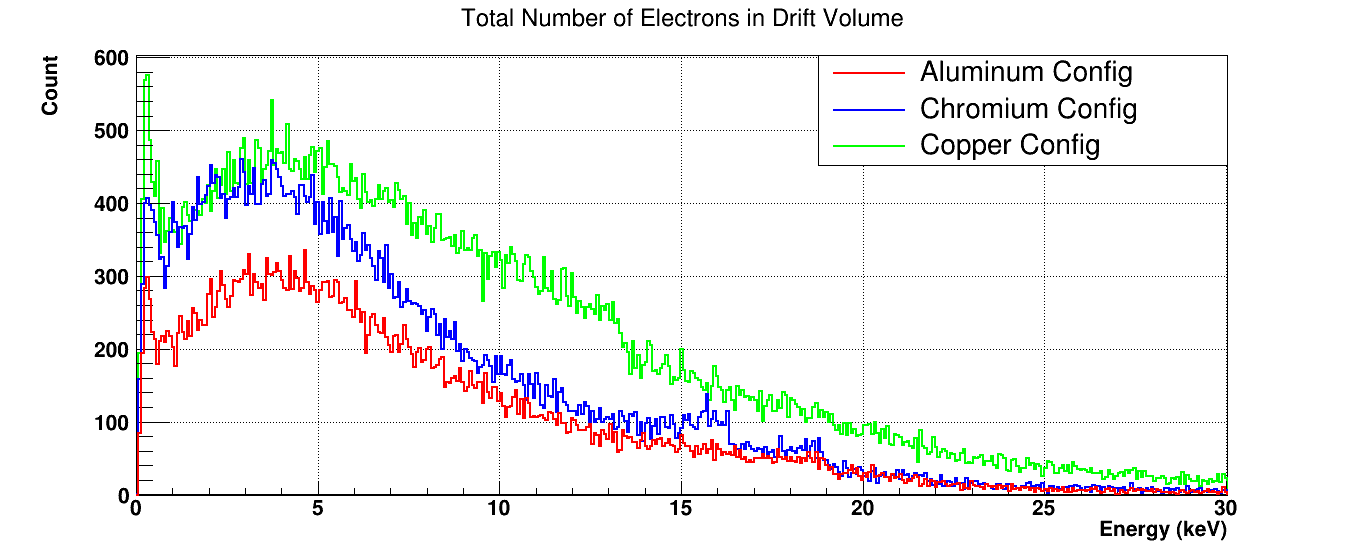 Total Number of Electrons in Drift Volume
Count
600
500
400
300
200
100
0
Aluminum Config
Chromium Config
Copper Config
0 5 10 15 20 25 30
Energy (keV)